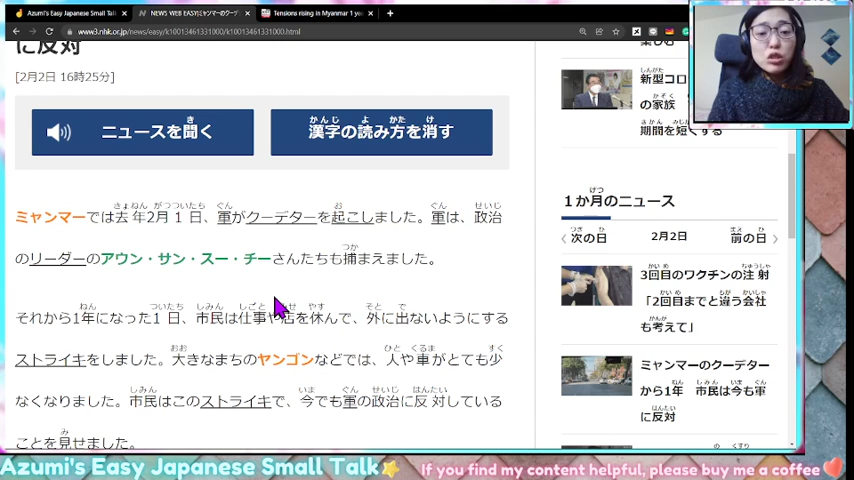 Azumi's Easy Japanese Small Tal
NEWS WEB EASY|ミャンマーのクーデ
Tensions rising in Myanmar 1 yea
www3.nhk.or.jp/news/easy/k10013461331000/k10013461331000.html
に反対
[2月2日 16時25分]
ニュースを聞く
漢字の読み方を消す
ミャンマーでは去年2月1日、軍がクーデターを起こしました。軍は、政治
のリーダーのアウン・サン・スー・チーさんたちも捕まえました。
それから1年になった1日、市民は仕事や店を休んで、外に出ないようにする
ストライキをしました。大きなまちのヤンゴンなどでは、人や車がとても少
なくなりました。市民はこのストライキで、今でも軍の政治に反対している
ことを見せました。
新型コロ
の家族
期間を短くする
1か月のニュース
次の日
2月2日
前の日
3回目のワクチンの注射
「2回目までと違う会社
も考えて」
ミャンマーのクーデター
から1年 市民は今も軍
に反対
Azumi's Easy Japanese Small Talk
If you find my content helpful, please buy me a coffee